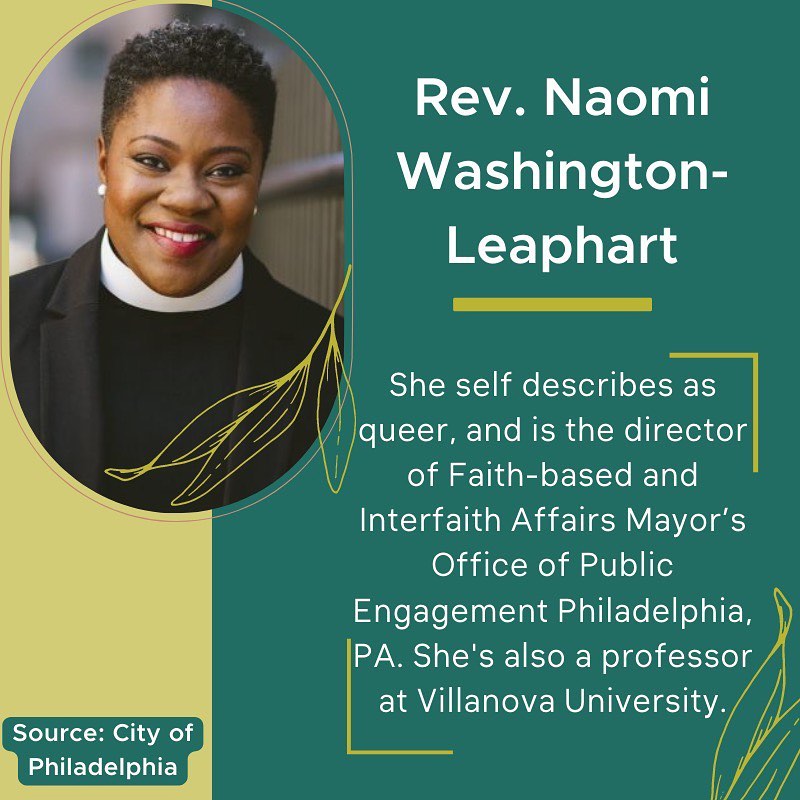 Rev. Naomi
Washington-
Leaphart
She self describes as
queer, and is the director
of Faith-based and
Interfaith Affairs Mayor’s
Office of Public
Engagement Philadelphia,
PA. She's also a professor
at Villanova University.
Source: City of
Philadelphia